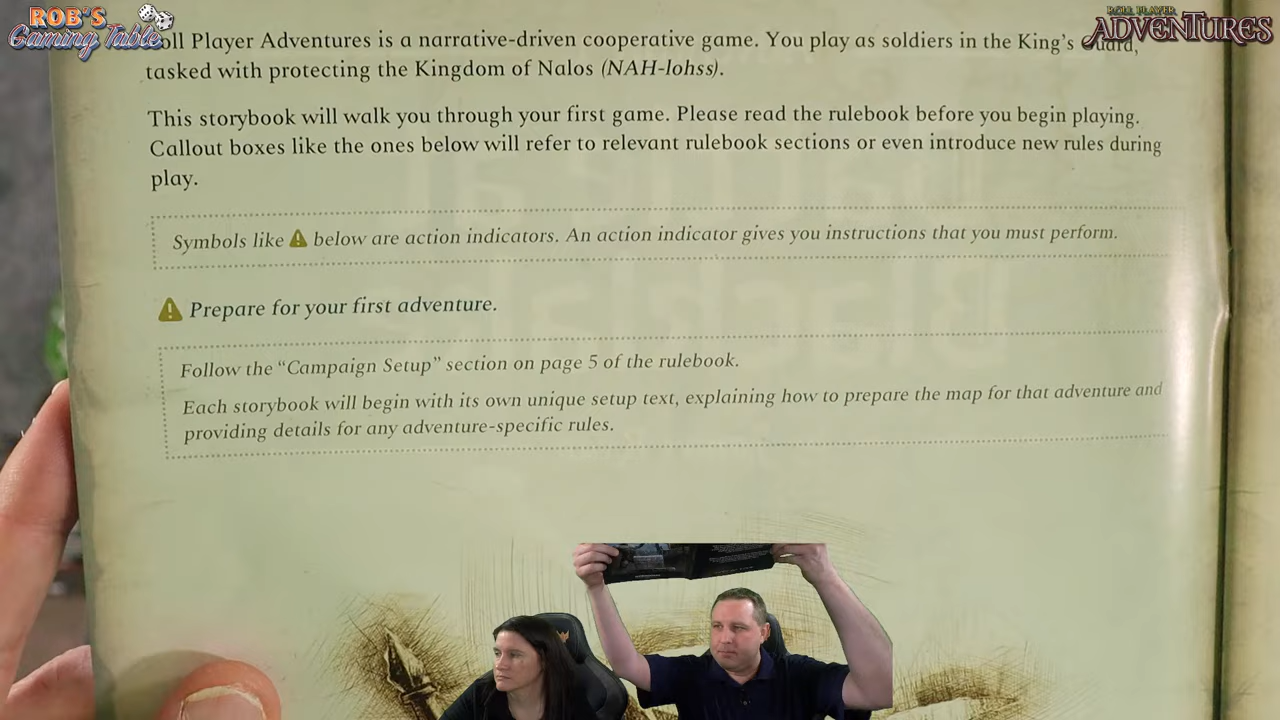 ROB'S
Gaming Table
ROLL PLAYER
ADVENTURES
oll Player Adventures is a narrative-driven cooperative game. You play as soldiers in the King's Guard,
tasked with protecting the Kingdom of Nalos (NAH-lohss).
This storybook will walk you through your first game. Please read the rulebook before you begin playing.
Callout boxes like the ones below will refer to relevant rulebook sections or even introduce new rules during
play.
Symbols like ⚠ below are action indicators. An action indicator gives you instructions that you must perform.
⚠ Prepare for your first adventure.
Follow the “Campaign Setup” section on page 5 of the rulebook.
Each storybook will begin with its own unique setup text, explaining how to prepare the map for that adventure and
providing details for any adventure-specific rules.